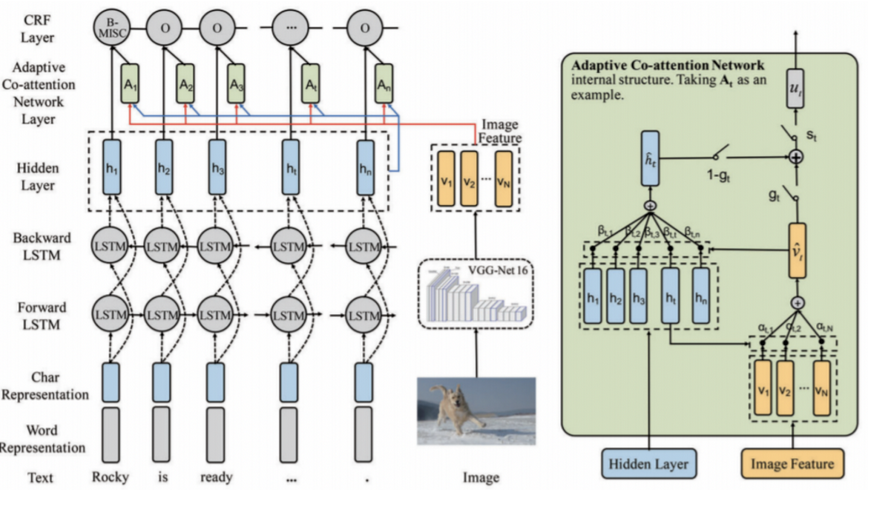 CRF
Layer
B-
MISC
O
O
...
O
Adaptive
Co-attention
Network
Layer
A1
A2
A3
At
An
Image
Feature
Hidden
Layer
h1
h2
h3
ht
hn
v1
v2
...
vN
Backward
LSTM
LSTM
LSTM
LSTM
LSTM
LSTM
VGG-Net 16
Forward
LSTM
LSTM
LSTM
LSTM
LSTM
LSTM
Char
Representation
Word
Representation
Text
Rocky
is
ready
...
.
Image
Adaptive Co-attention Network
internal structure. Taking At as an
example.
ut
st
ĥt
1-gt
gt
βt,1
βt,2
βt,3
βt,t
βt,n
v̂t
h1
h2
h3
ht
hn
αt,1
αt,2
αt,N
v1
v2
...
vN
Hidden Layer
Image Feature